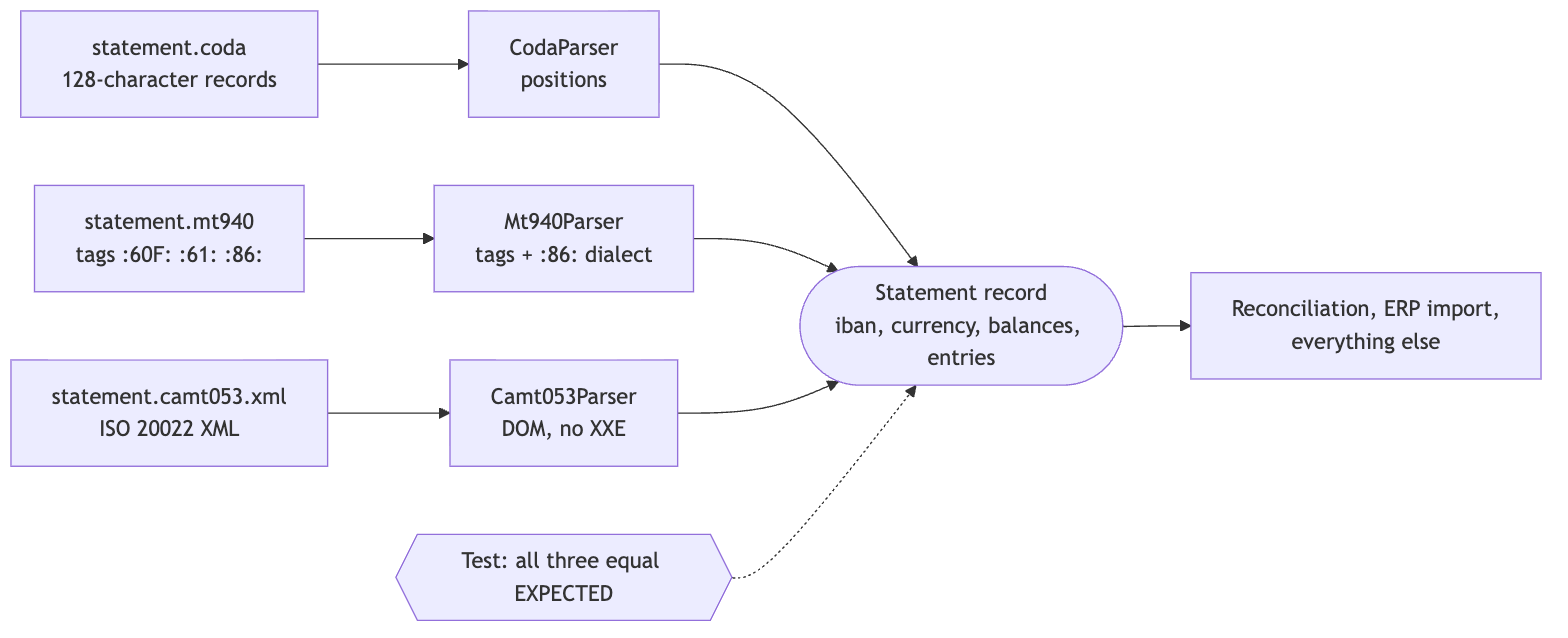 statement.coda
128-character records
CodaParser
positions
statement.mt940
tags :60F: :61: :86:
Mt940Parser
tags + :86: dialect
Statement record
iban, currency, balances,
entries
Reconciliation, ERP import,
everything else
statement.camt053.xml
ISO 20022 XML
Camt053Parser
DOM, no XXE
Test: all three equal
EXPECTED